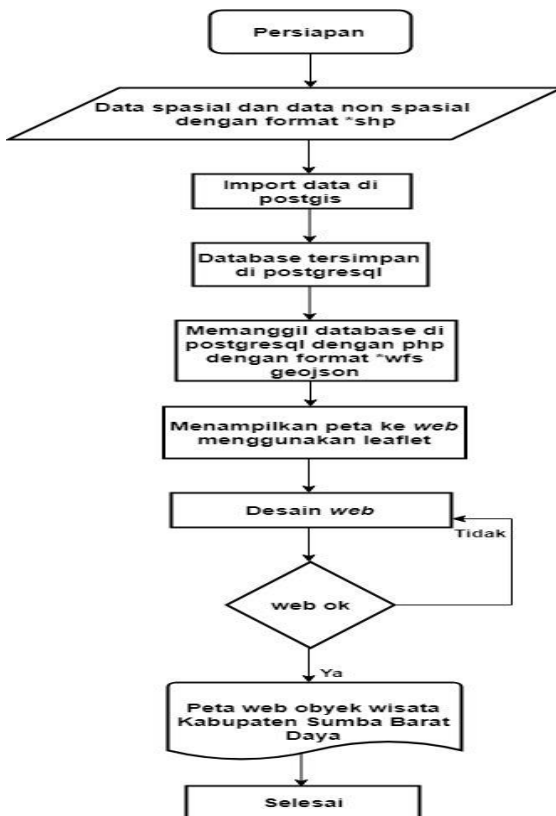 Persiapan
Data spasial dan data non spasial
dengan format *shp
Import data di
postgis
Database tersimpan
di postgresql
Memanggil database di
postgresql dengan php
dengan format *wfs
geojson
Menampilkan peta ke web
menggunakan leaflet
Desain web
Tidak
web ok
Ya
Peta web obyek wisata
Kabupaten Sumba Barat
Daya
Selesai